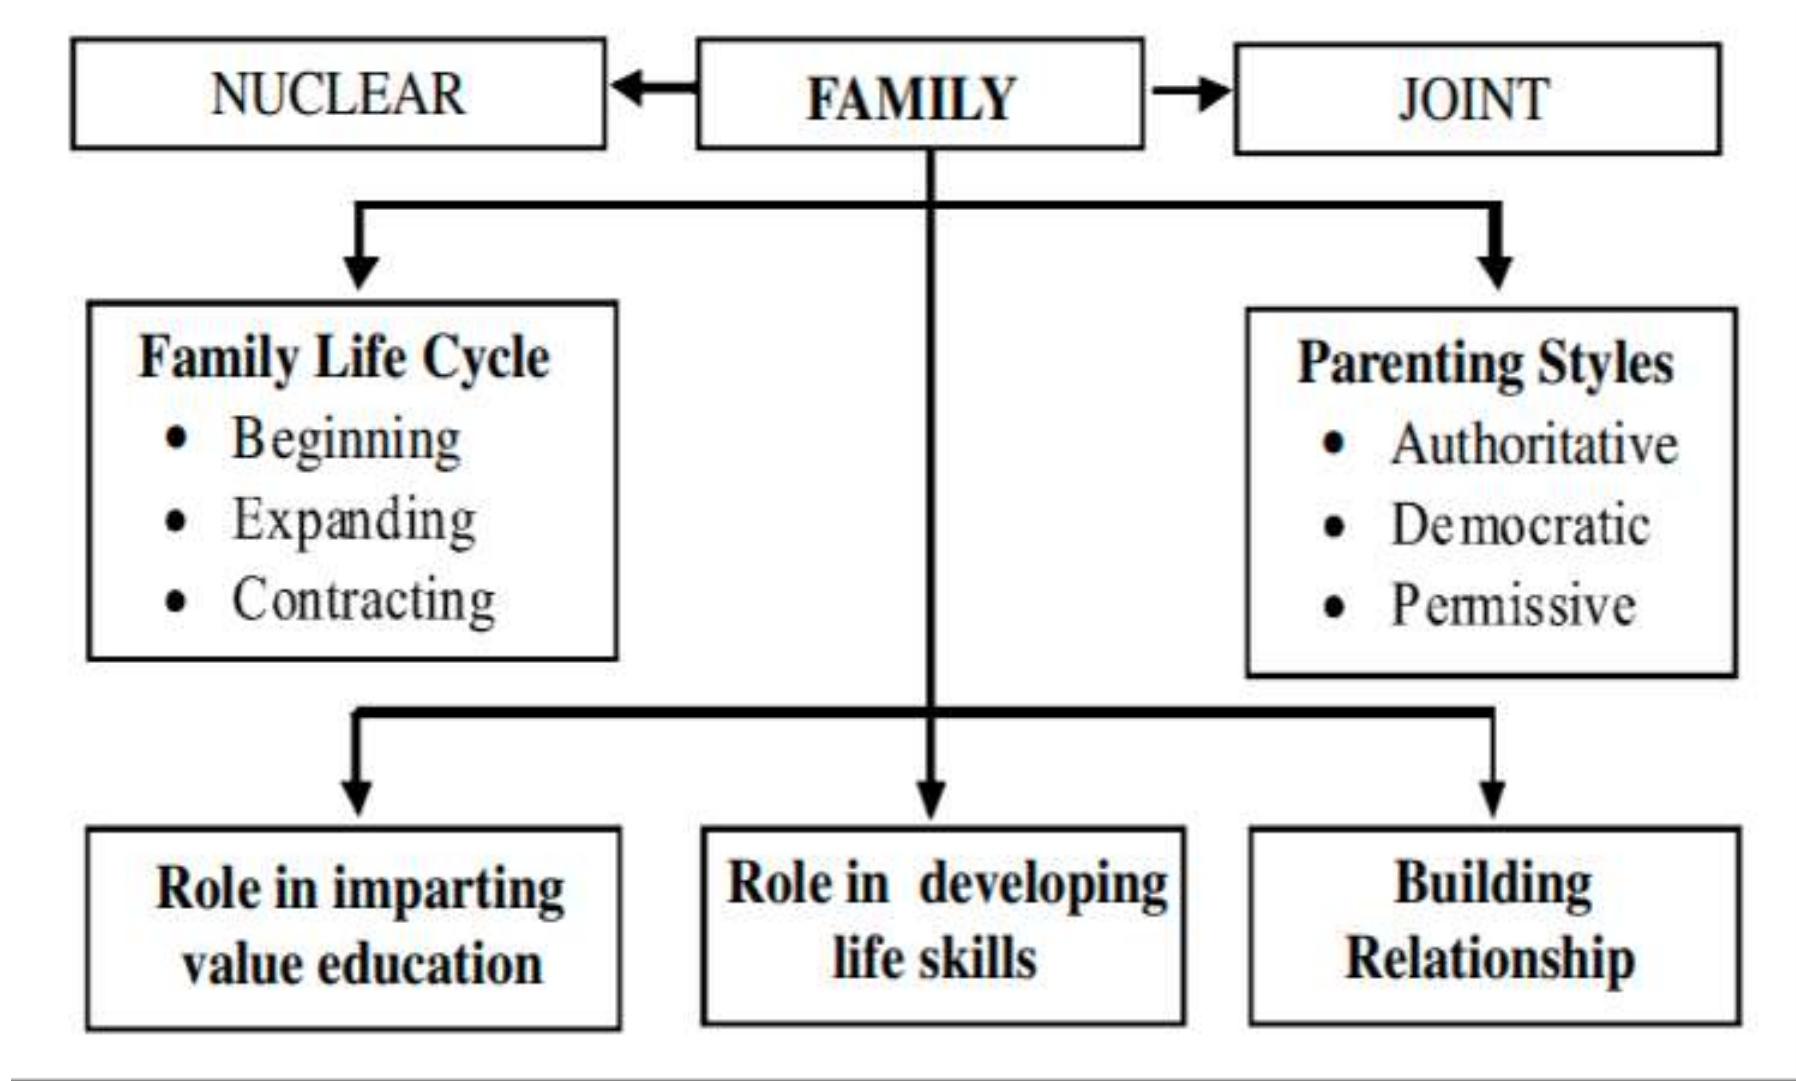 NUCLEAR
FAMILY
JOINT
Family Life Cycle
• Beginning
• Expanding
• Contracting
Parenting Styles
• Authoritative
• Democratic
• Permissive
Role in imparting
value education
Role in developing
life skills
Building
Relationship